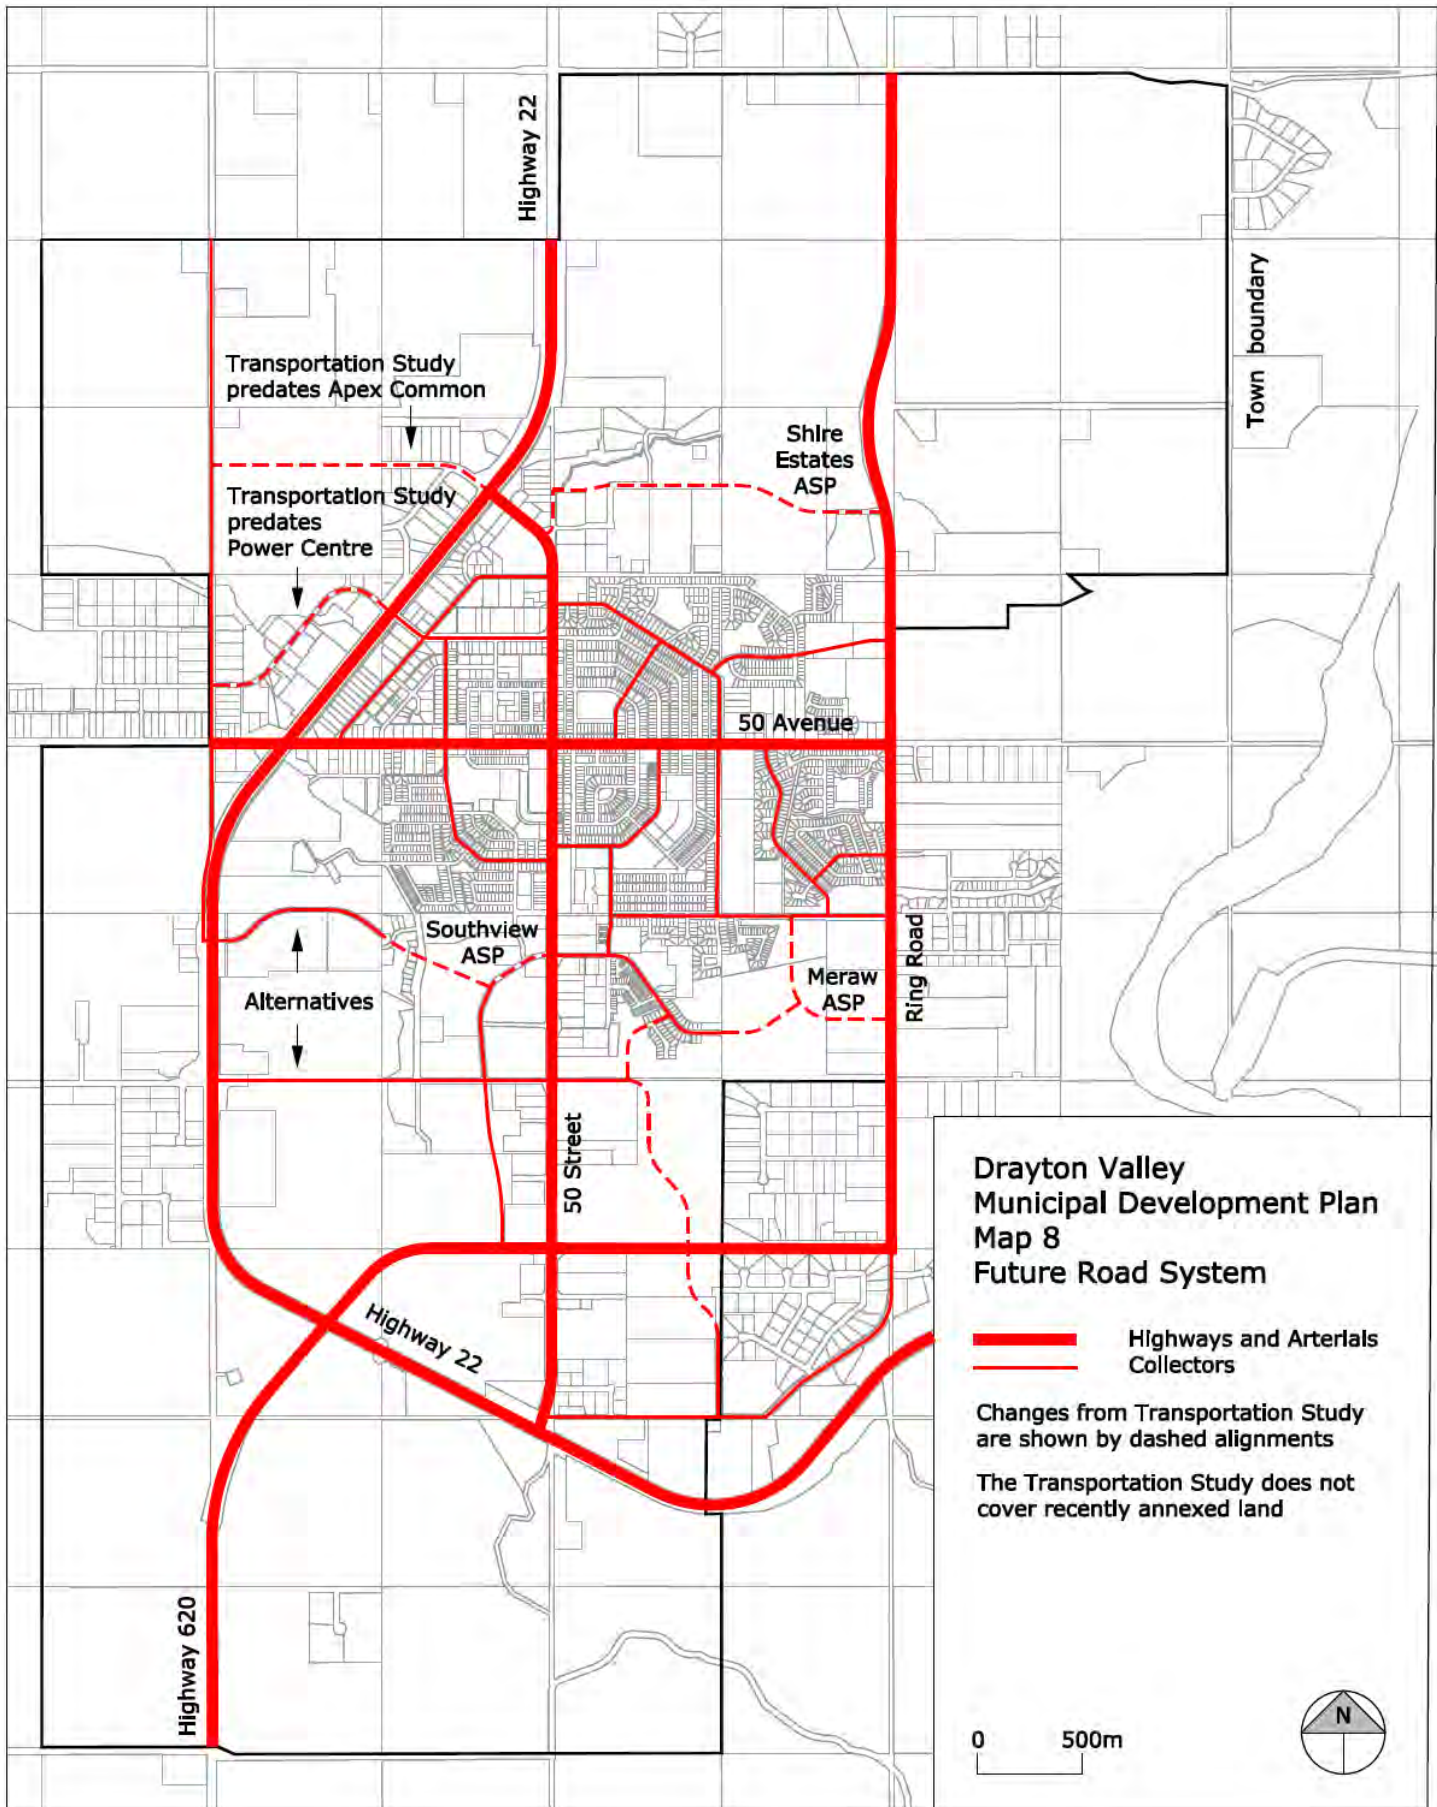 Highway 22
Town boundary
Transportation Study
predates Apex Common
Shire
Estates
ASP
Transportation Study
predates
Power Centre
50 Avenue
Southview
ASP
Alternatives
Meraw
ASP
Ring Road
50 Street
Highway 22
Highway 620
Drayton Valley
Municipal Development Plan
Map 8
Future Road System
Highways and Arterials
Collectors
Changes from Transportation Study
are shown by dashed alignments
The Transportation Study does not
cover recently annexed land
0 500m
N